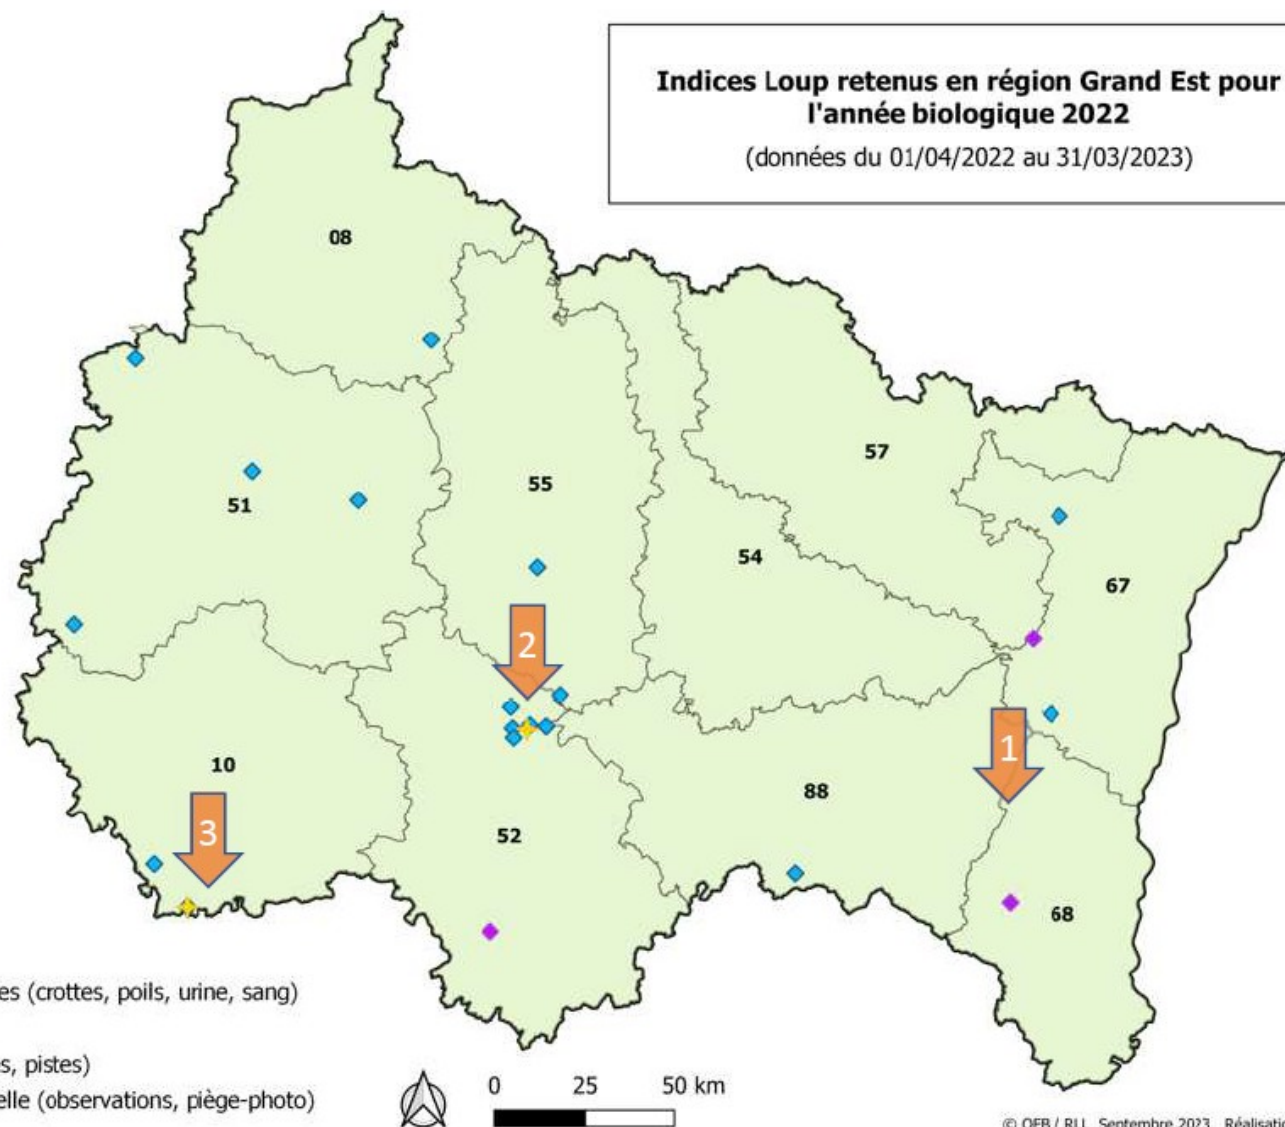 Indices Loup retenus en région Grand Est pour
l'année biologique 2022
(données du 01/04/2022 au 31/03/2023)
08
57
55
51
54
67
2
1
10
88
3
52
68
(crottes, poils, urine, sang)
pistes)
(observations, piège-photo)
0 25 50 km
© OFB / RLL Septembre 2023